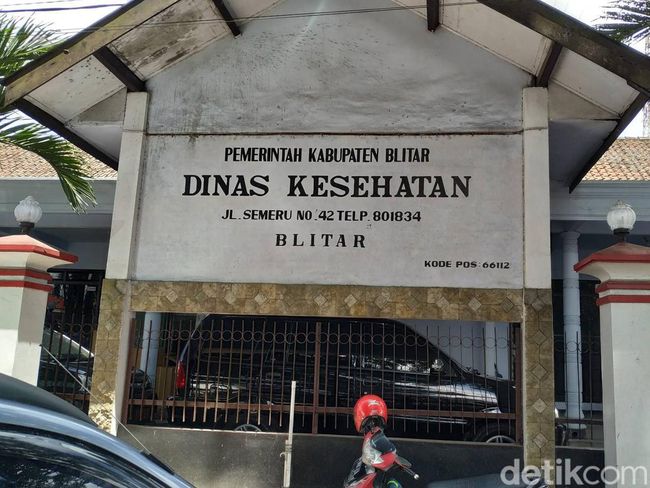 PEMERINTAH KABUPATEN BLITAR
DINAS KESEHATAN
JL. SEMERU NO. 42 TELP. 801834
BLITAR
KODE POS: 66112
detikcom